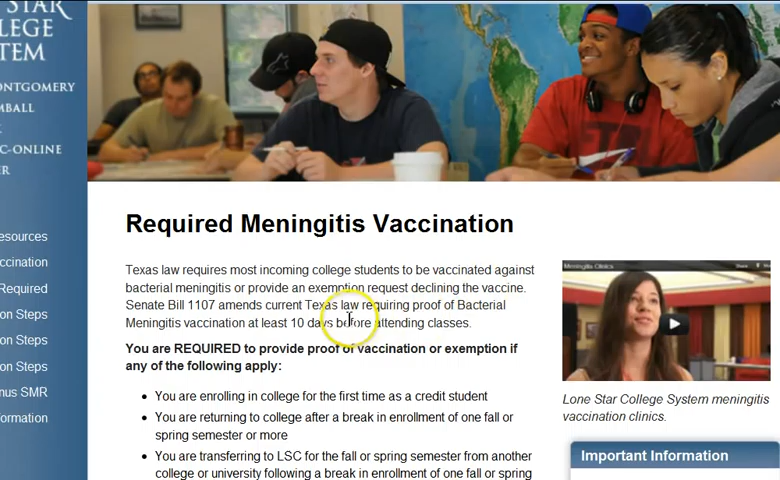 STAR
LLEGE
STEM
ONTGOMERY
MBALL
C-ONLINE
ER
esources
ccination
Required
on Steps
on Steps
on Steps
nus SMR
formation
Required Meningitis Vaccination
Texas law requires most incoming college students to be vaccinated against
bacterial meningitis or provide an exemption request declining the vaccine.
Senate Bill 1107 amends current Texas law requiring proof of Bacterial
Meningitis vaccination at least 10 days before attending classes.
You are REQUIRED to provide proof of vaccination or exemption if
any of the following apply:
You are enrolling in college for the first time as a credit student
You are returning to college after a break in enrollment of one fall or
spring semester or more
You are transferring to LSC for the fall or spring semester from another
college or university following a break in enrollment of one fall or spring
Meningitis Clinics
Share
Lone Star College System meningitis
vaccination clinics.
Important Information